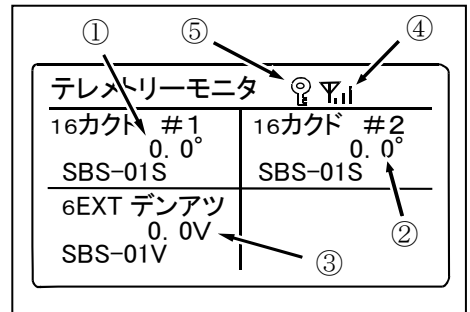 ① ⑤ ④
テレメトリーモニタ
16カクド #1
0. 0°
SBS-01S
16カクド #2
0. 0°
SBS-01S
②
6EXT デンアツ
0. 0V
SBS-01V
③